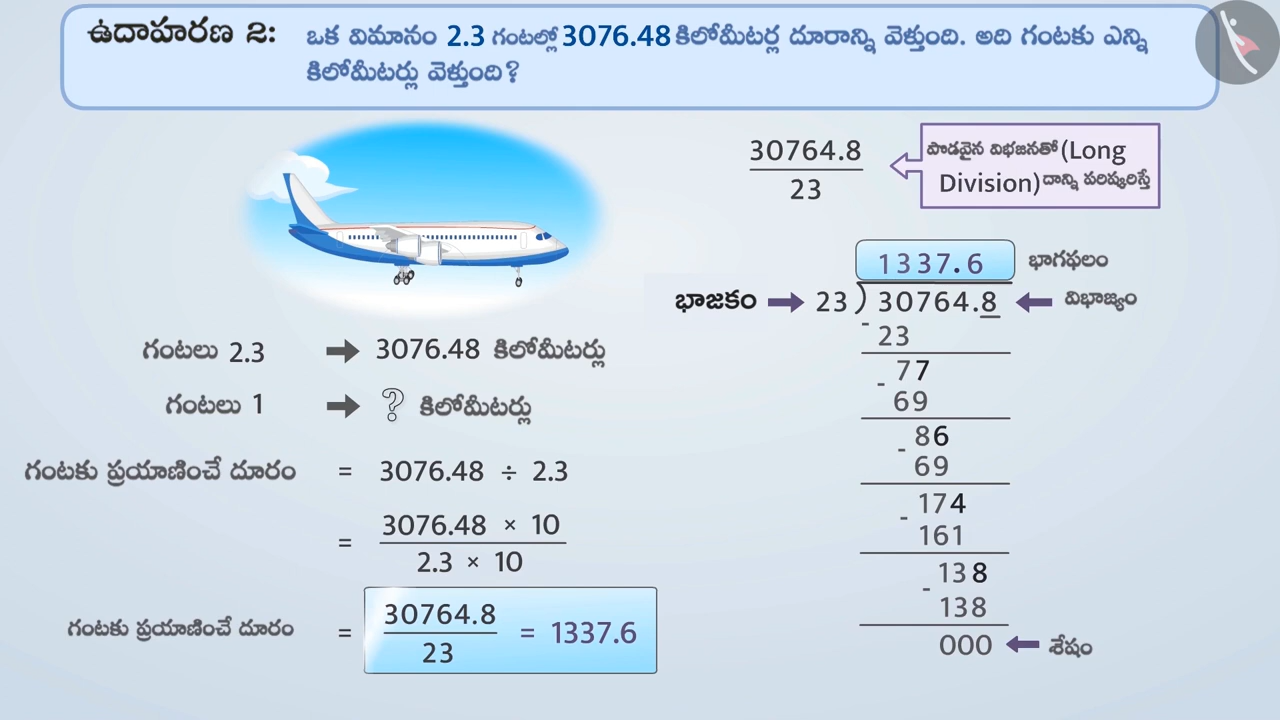 ఉదాహరణ 2: ఒక విమానం 2.3 గంటల్లో 3076.48 కిలోమీటర్ల దూరాన్ని వెళ్తుంది. అది గంటకు ఎన్ని
కిలోమీటర్లు వెళ్తుంది?
గంటలు 2.3 → 3076.48 కిలోమీటర్లు
గంటలు 1 → ? కిలోమీటర్లు
గంటకు ప్రయాణించే దూరం = 3076.48 ÷ 2.3
= 3076.48 × 10
2.3 × 10
గంటకు ప్రయాణించే దూరం = 30764.8
23
= 1337.6
30764.8
23
పొడవైన విభజనతో (Long
Division) దాన్ని పరిష్కరిస్తే
1337.6 భాగఫలం
భాజకం → 23) 30764.8 ← విభాజ్యం
- 23
77
- 69
86
- 69
174
- 161
138
- 138
000 ← శేషం